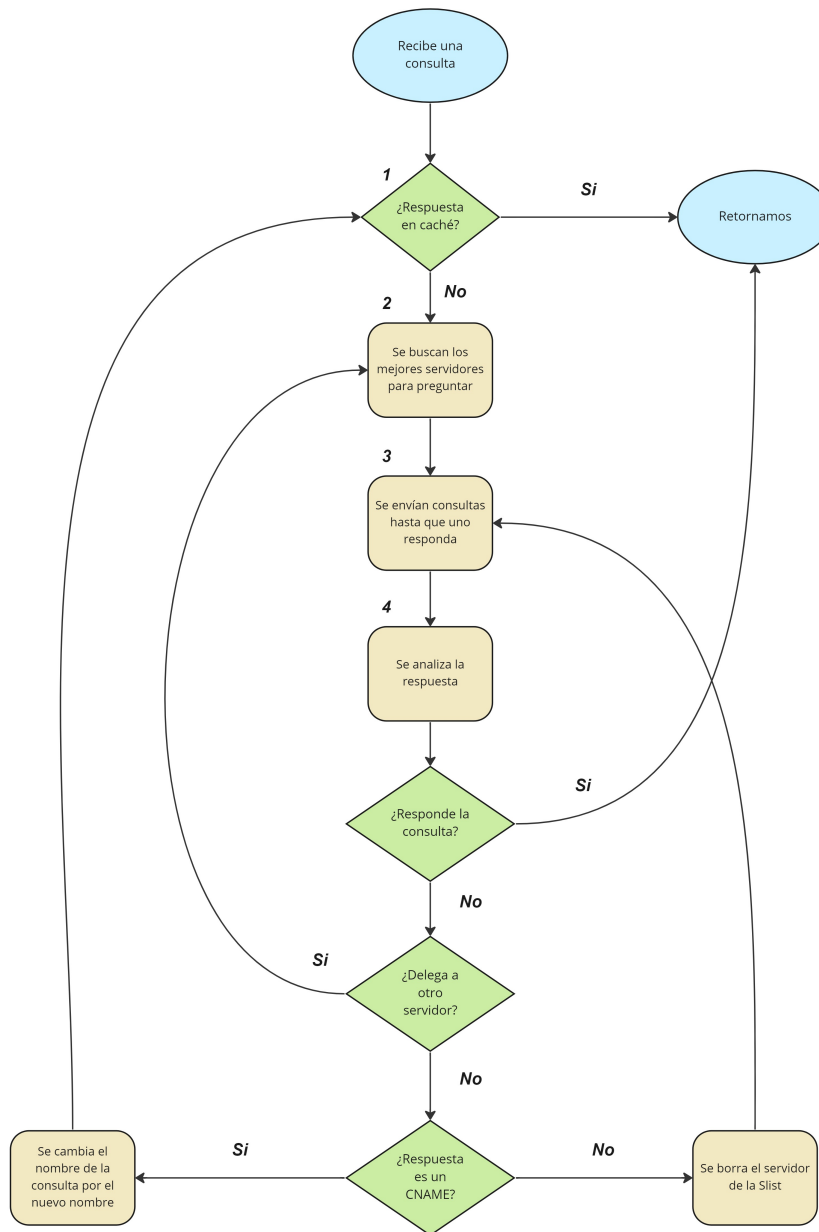 Recibe una
consulta
1
¿Respuesta
en caché?
Si
Retornamos
No
2
Se buscan los
mejores servidores
para preguntar
3
Se envían consultas
hasta que uno
responda
4
Se analiza la
respuesta
¿Responde la
consulta?
Si
No
¿Delega a
otro
servidor?
Si
No
¿Respuesta
es un
CNAME?
Si
Se cambia el
nombre de la
consulta por el
nuevo nombre
No
Se borra el servidor
de la Slist